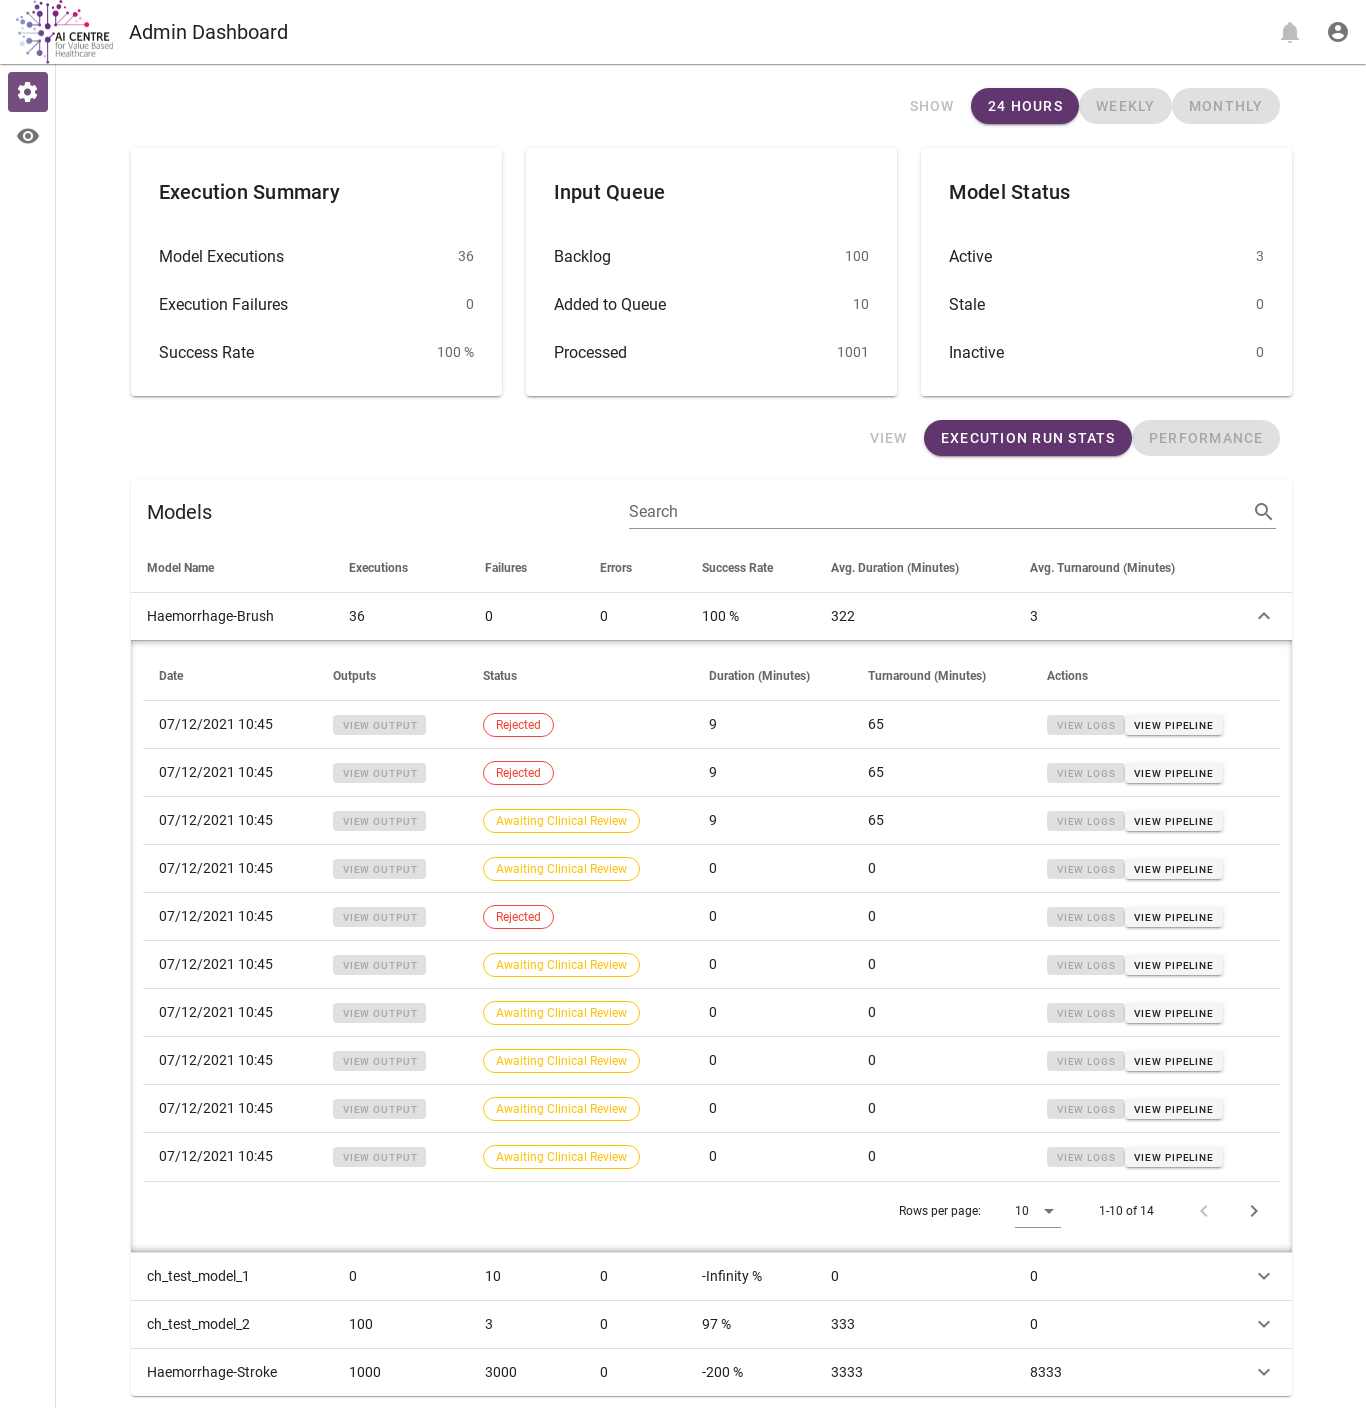 AI CENTRE
for Value Based
Healthcare
Admin Dashboard
SHOW 24 HOURS WEEKLY MONTHLY
Execution Summary
Model Executions 36
Execution Failures 0
Success Rate 100 %
Input Queue
Backlog 100
Added to Queue 10
Processed 1001
Model Status
Active 3
Stale 0
Inactive 0
VIEW EXECUTION RUN STATS PERFORMANCE
Models Search
Model Name Executions Failures Errors Success Rate Avg. Duration (Minutes) Avg. Turnaround (Minutes)
Haemorrhage-Brush 36 0 0 100 % 322 3
Date Outputs Status Duration (Minutes) Turnaround (Minutes) Actions
07/12/2021 10:45 VIEW OUTPUT Rejected 9 65 VIEW LOGS VIEW PIPELINE
07/12/2021 10:45 VIEW OUTPUT Rejected 9 65 VIEW LOGS VIEW PIPELINE
07/12/2021 10:45 VIEW OUTPUT Awaiting Clinical Review 9 65 VIEW LOGS VIEW PIPELINE
07/12/2021 10:45 VIEW OUTPUT Awaiting Clinical Review 0 0 VIEW LOGS VIEW PIPELINE
07/12/2021 10:45 VIEW OUTPUT Rejected 0 0 VIEW LOGS VIEW PIPELINE
07/12/2021 10:45 VIEW OUTPUT Awaiting Clinical Review 0 0 VIEW LOGS VIEW PIPELINE
07/12/2021 10:45 VIEW OUTPUT Awaiting Clinical Review 0 0 VIEW LOGS VIEW PIPELINE
07/12/2021 10:45 VIEW OUTPUT Awaiting Clinical Review 0 0 VIEW LOGS VIEW PIPELINE
07/12/2021 10:45 VIEW OUTPUT Awaiting Clinical Review 0 0 VIEW LOGS VIEW PIPELINE
07/12/2021 10:45 VIEW OUTPUT Awaiting Clinical Review 0 0 VIEW LOGS VIEW PIPELINE
Rows per page: 10 1-10 of 14
ch_test_model_1 0 10 0 -Infinity % 0 0
ch_test_model_2 100 3 0 97 % 333 0
Haemorrhage-Stroke 1000 3000 0 -200 % 3333 8333